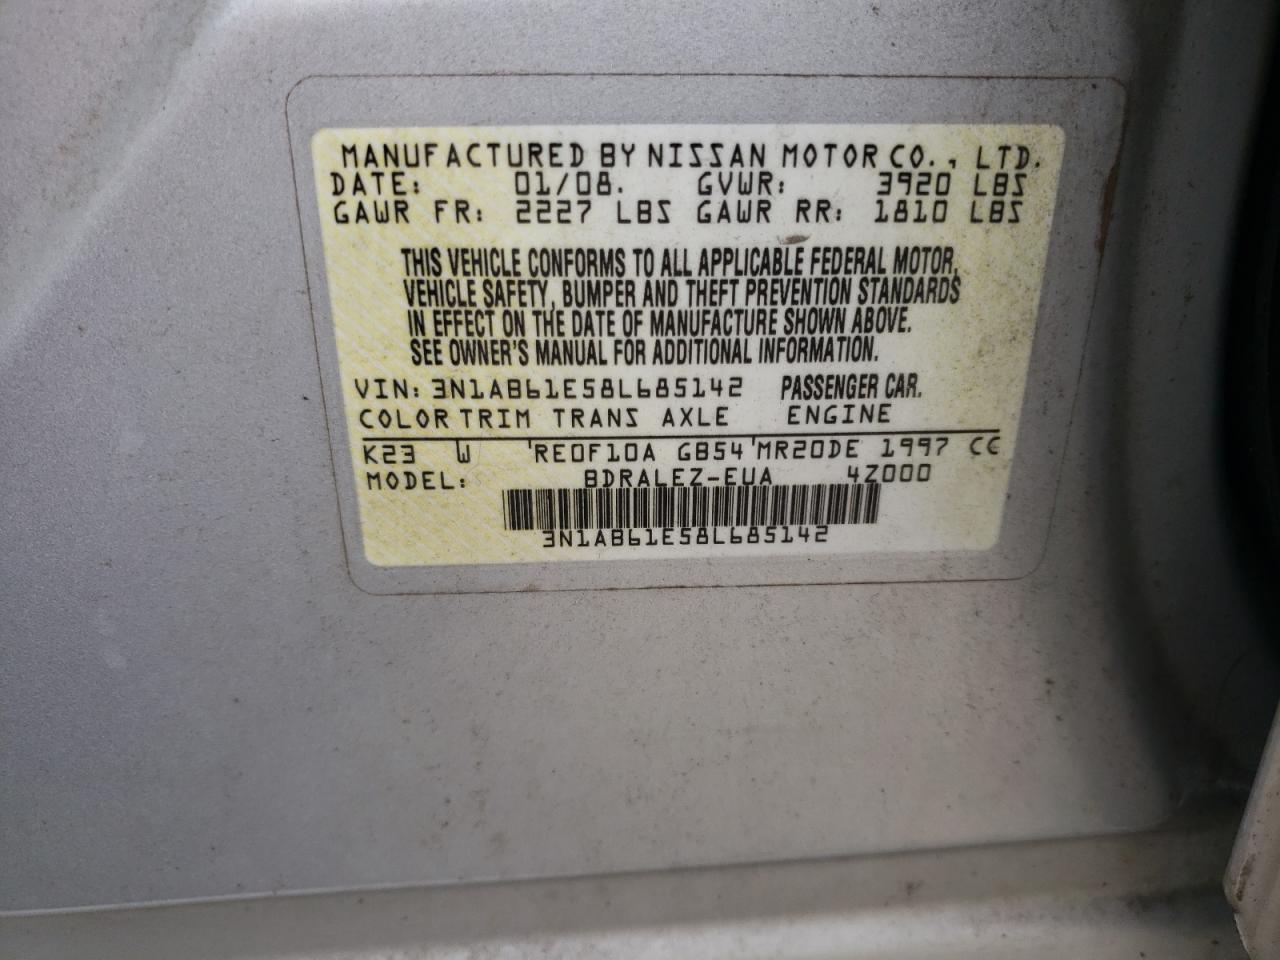 MANUFACTURED BY NISSAN MOTOR CO., LTD.
DATE: 01/08. GVWR: 3920 LBS
GAWR FR: 2227 LBS GAWR RR: 1810 LBS
THIS VEHICLE CONFORMS TO ALL APPLICABLE FEDERAL MOTOR
VEHICLE SAFETY, BUMPER AND THEFT PREVENTION STANDARDS
IN EFFECT ON THE DATE OF MANUFACTURE SHOWN ABOVE.
SEE OWNER'S MANUAL FOR ADDITIONAL INFORMATION.
VIN: 3N1AB61E58L685142 PASSENGER CAR.
COLOR TRIM TRANS AXLE ENGINE
K23 W RE0F10A GB54 MR20DE 1997 CC
MODEL: BDRALEZ-EUA 4Z000
3N1AB61E58L685142